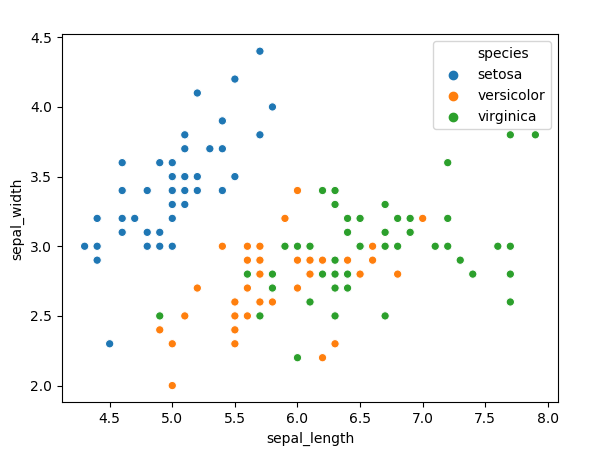 species
setosa
versicolor
virginica
4.5
4.0
3.5
3.0
2.5
2.0
sepal_width
4.5 5.0 5.5 6.0 6.5 7.0 7.5 8.0
sepal_length